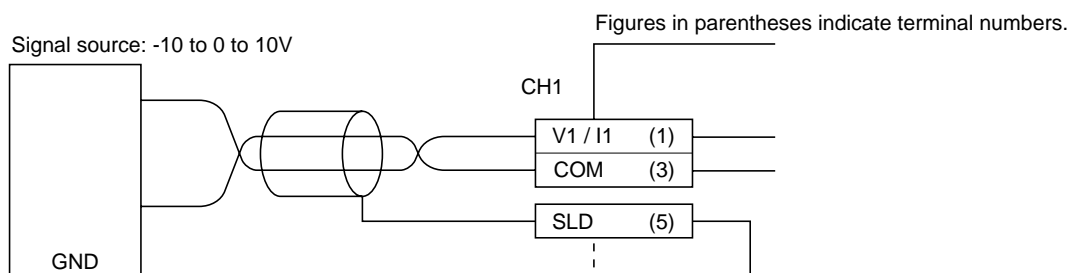 Figures in parentheses indicate terminal numbers.
Signal source: -10 to 0 to 10V
CH1
V1 / I1 (1)
COM (3)
SLD (5)
GND